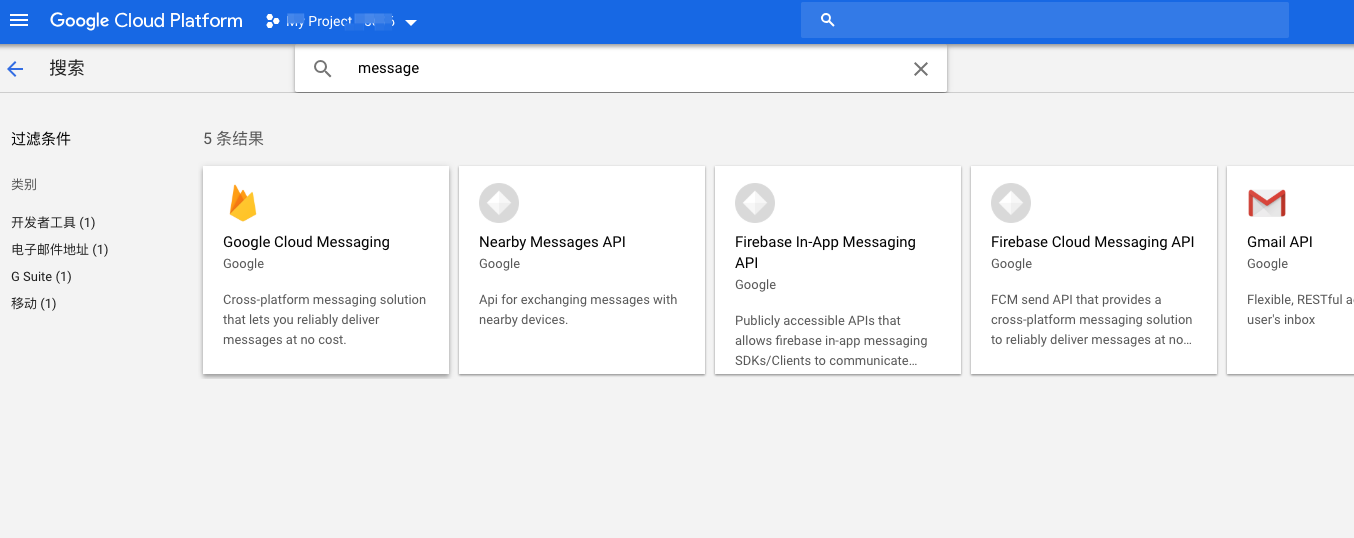 Google Cloud Platform
My Project
搜索
message
过滤条件
5 条结果
类别
开发者工具 (1)
电子邮件地址 (1)
G Suite (1)
移动 (1)
Google Cloud Messaging
Google
Cross-platform messaging solution
that lets you reliably deliver
messages at no cost.
Nearby Messages API
Google
Api for exchanging messages with
nearby devices.
Firebase In-App Messaging
API
Google
Publicly accessible APIs that
allows firebase in-app messaging
SDKs/Clients to communicate...
Firebase Cloud Messaging API
Google
FCM send API that provides a
cross-platform messaging solution
to reliably deliver messages at no...
Gmail API
Google
Flexible, RESTful
user's inbox